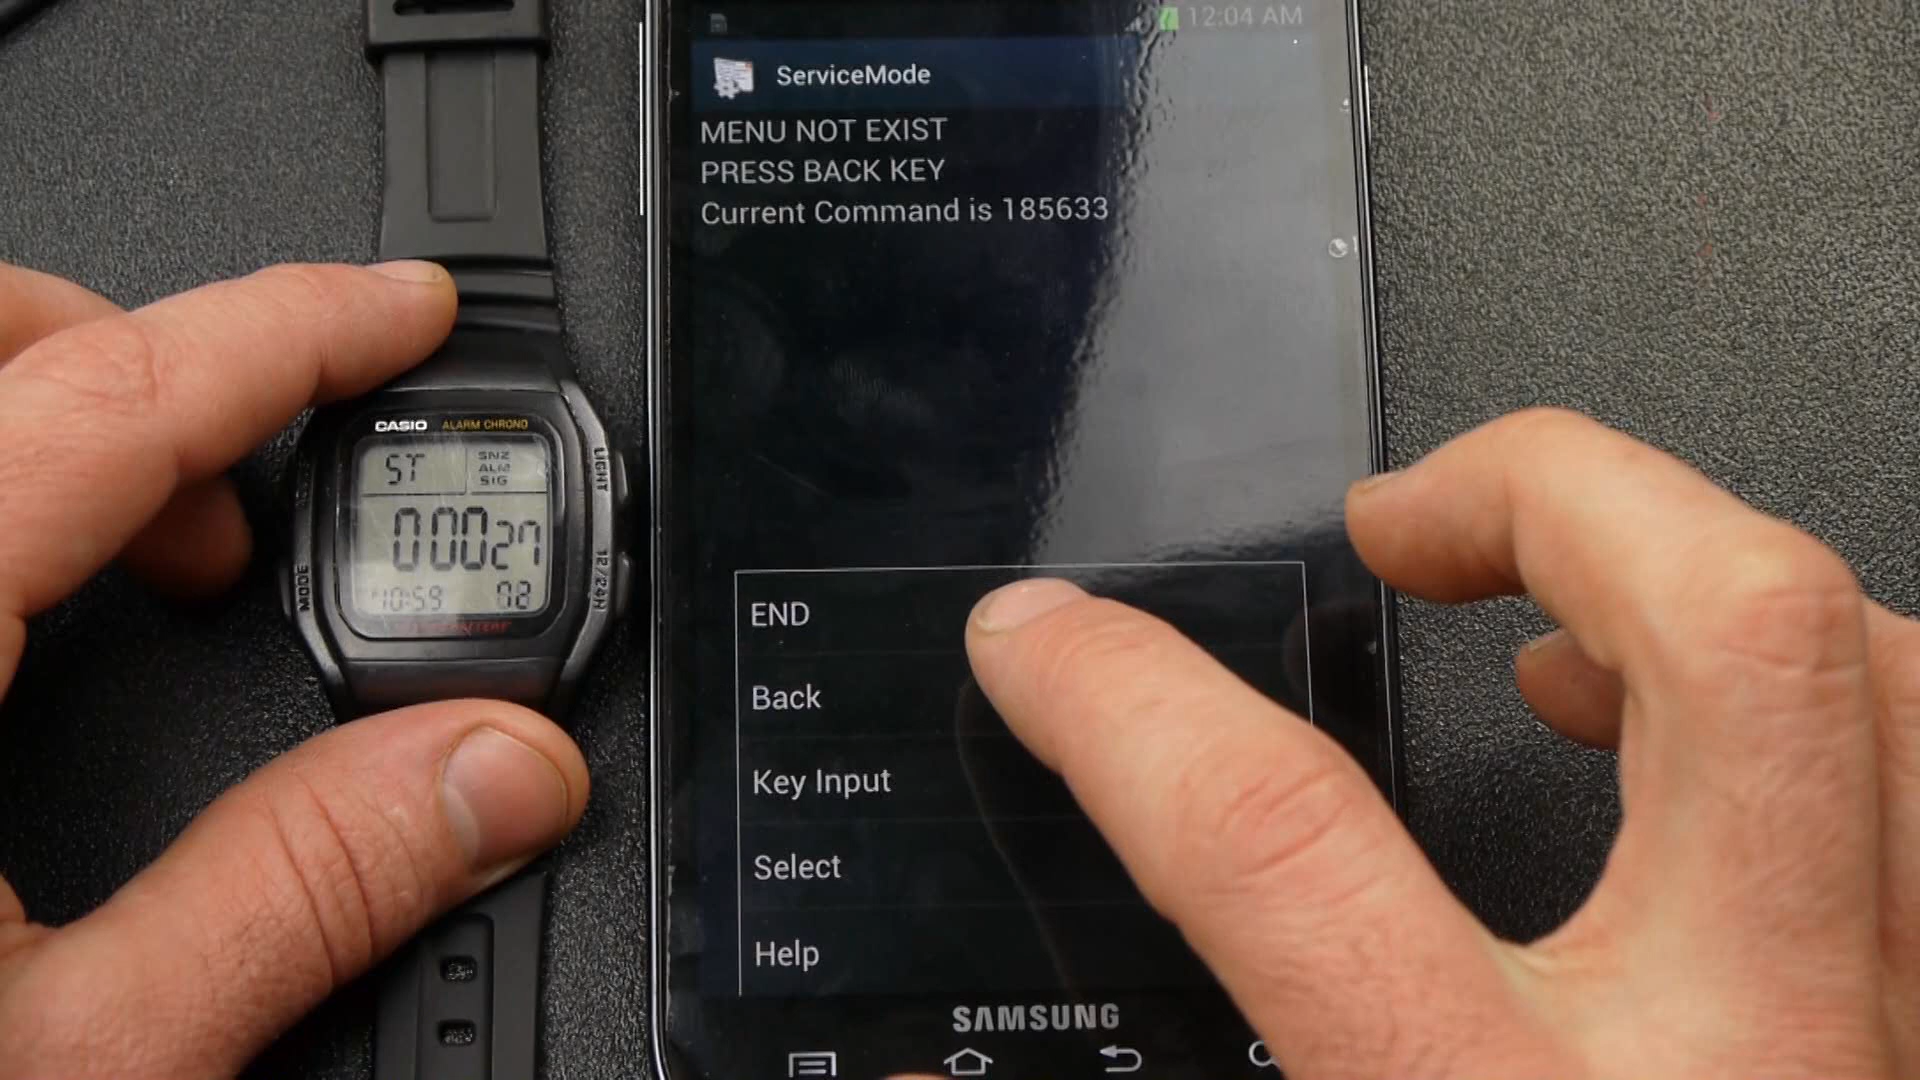 12:04 AM
ServiceMode
MENU NOT EXIST
PRESS BACK KEY
Current Command is 185633
CASIO ALARM CHRONO
LIGHT
ST
SNZ
ALM
SIG
00027
MODE
12/24H
10:59 08
END
Back
Key Input
Select
Help
SAMSUNG